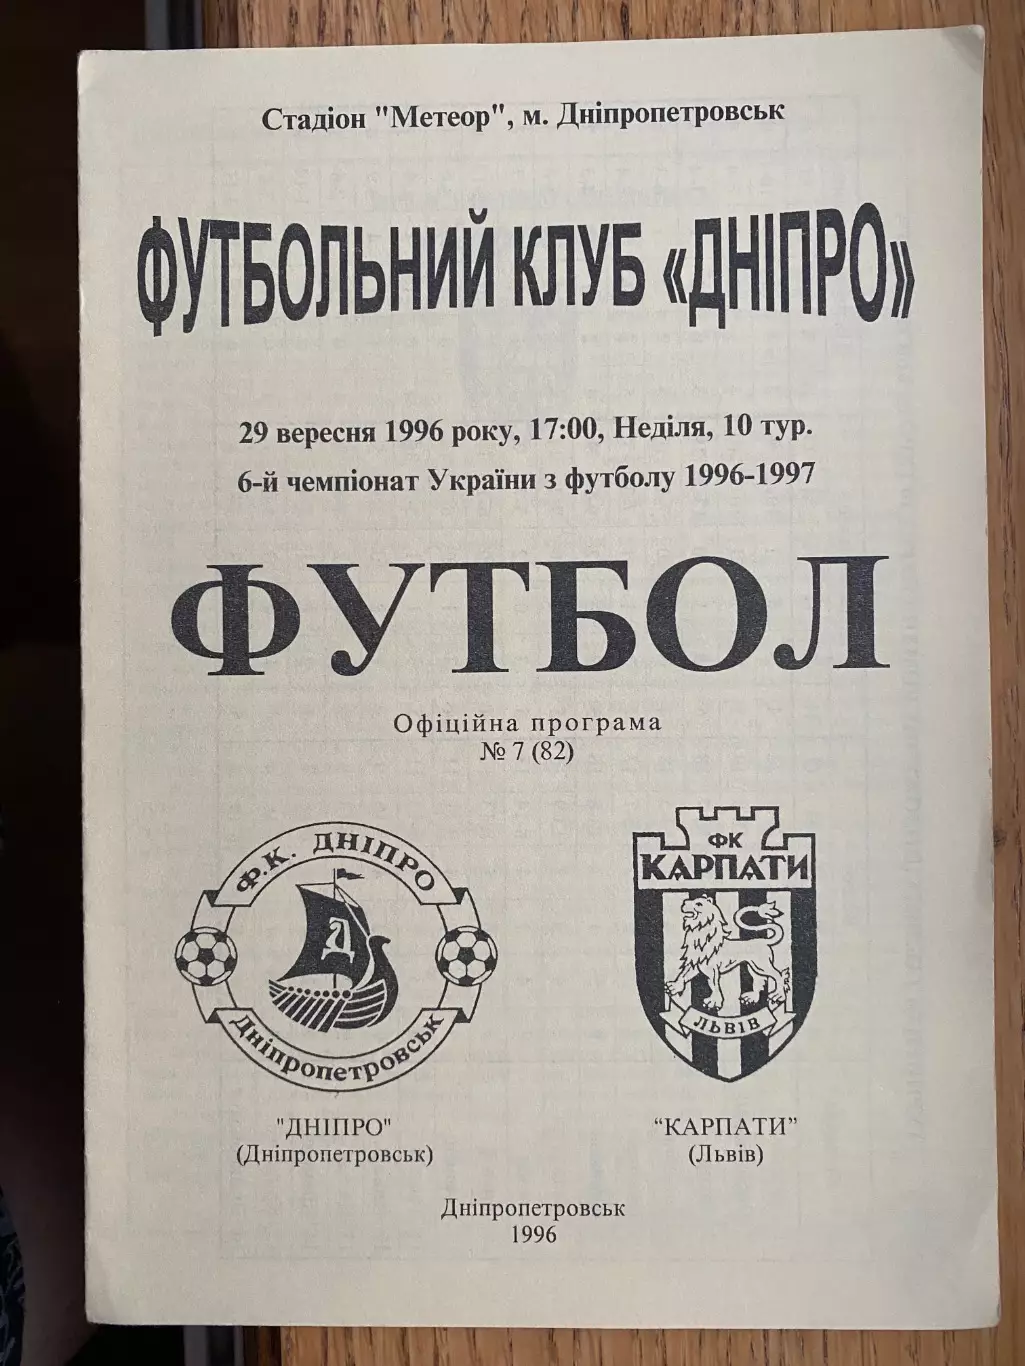 Стадіон "Метеор", м. Дніпропетровськ
ФУТБОЛЬНИЙ КЛУБ «ДНІПРО»
29 вересня 1996 року, 17:00, Неділя, 10 тур.
6-й чемпіонат України з футболу 1996-1997
ФУТБОЛ
Офіційна програма
№ 7 (82)
Ф.К. ДНІПРО
Д
Дніпропетровськ
ФК
КАРПАТИ
ЛЬВІВ
"ДНІПРО"
(Дніпропетровськ)
“КАРПАТИ”
(Львів)
Дніпропетровськ
1996